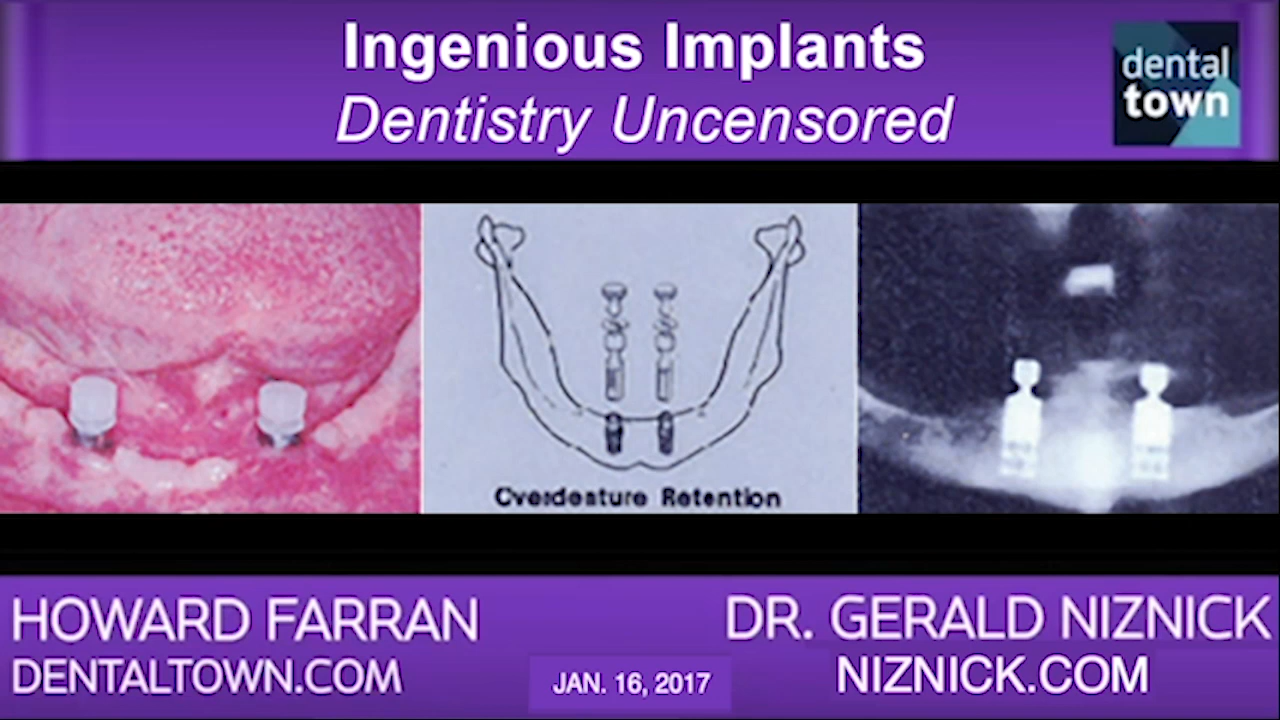 Ingenious Implants
Dentistry Uncensored
dental
town
Overdenture Retention
HOWARD FARRAN
DENTALTOWN.COM
JAN. 16, 2017
DR. GERALD NIZNICK
NIZNICK.COM